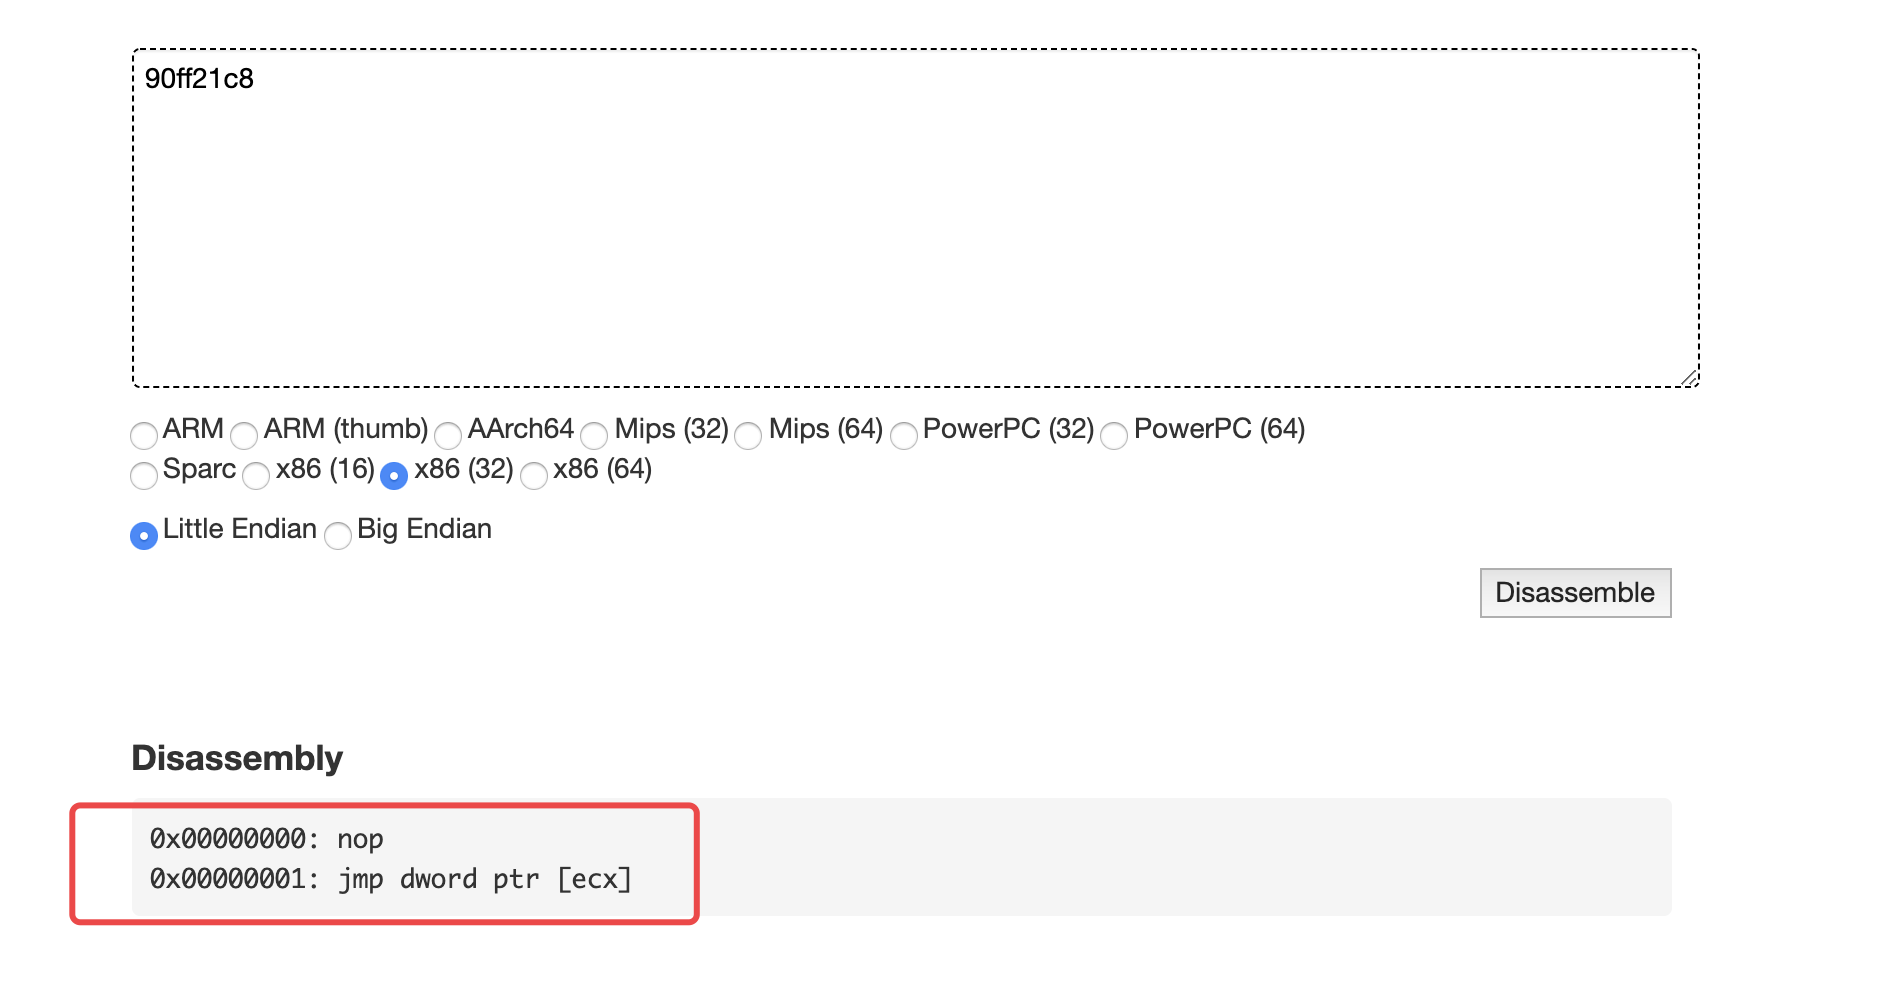 90ff21c8
ARM ARM (thumb) AArch64 Mips (32) Mips (64) PowerPC (32) PowerPC (64)
Sparc x86 (16) x86 (32) x86 (64)
Little Endian Big Endian
Disassemble
Disassembly
0x00000000: nop
0x00000001: jmp dword ptr [ecx]